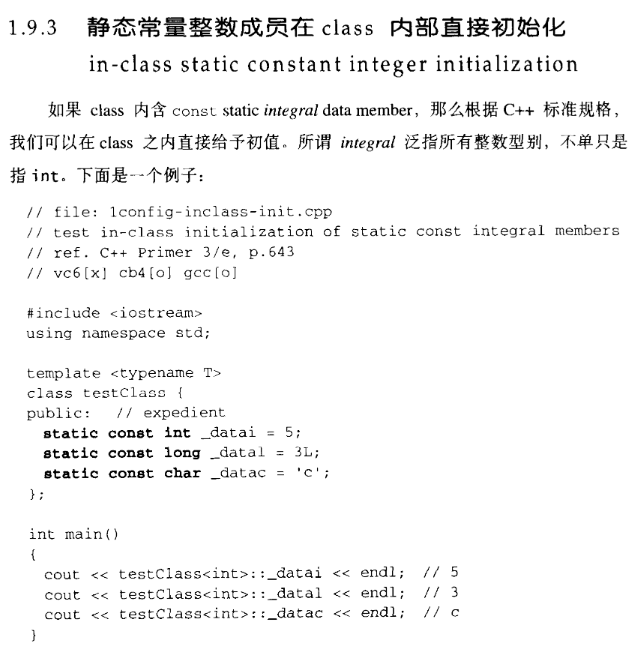 1.9.3 静态常量整数成员在 class 内部直接初始化
in-class static constant integer initialization
如果 class 内含 const static integral data member，那么根据 C++ 标准规格，
我们可以在 class 之内直接给予初值。所谓 integral 泛指所有整数型别，不单只是
指 int。下面是一个例子：
// file: 1config-inclass-init.cpp
// test in-class initialization of static const integral members
// ref. C++ Primer 3/e, p.643
// vc6[x] cb4[o] gcc[o]
#include <iostream>
using namespace std;
template <typename T>
class testClass {
public: // expedient
static const int _datai = 5;
static const long _datal = 3L;
static const char _datac = 'c';
};
int main()
{
cout << testClass<int>::_datai << endl; // 5
cout << testClass<int>::_datal << endl; // 3
cout << testClass<int>::_datac << endl; // c
}